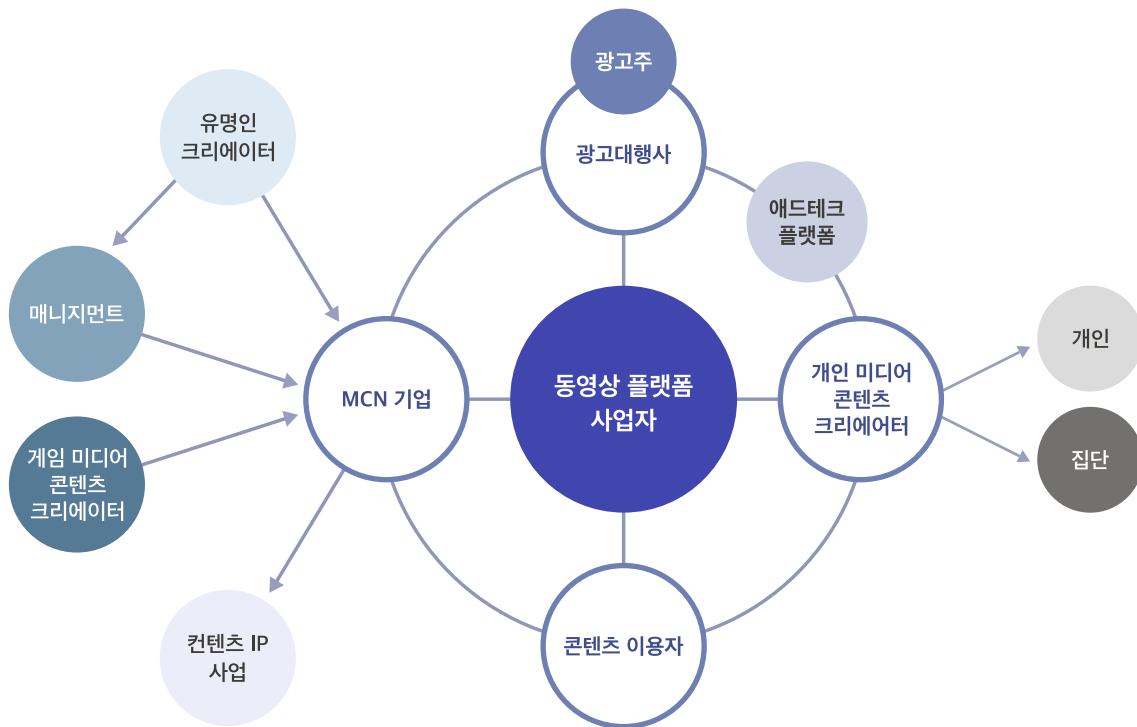 광고주
유명인
크리에이터
광고대행사
애드테크
플랫폼
매니지먼트
개인
MCN 기업
동영상 플랫폼
사업자
개인 미디어
콘텐츠
크리에어터
게임 미디어
콘텐츠
크리에이터
집단
컨텐츠 IP
사업
콘텐츠 이용자